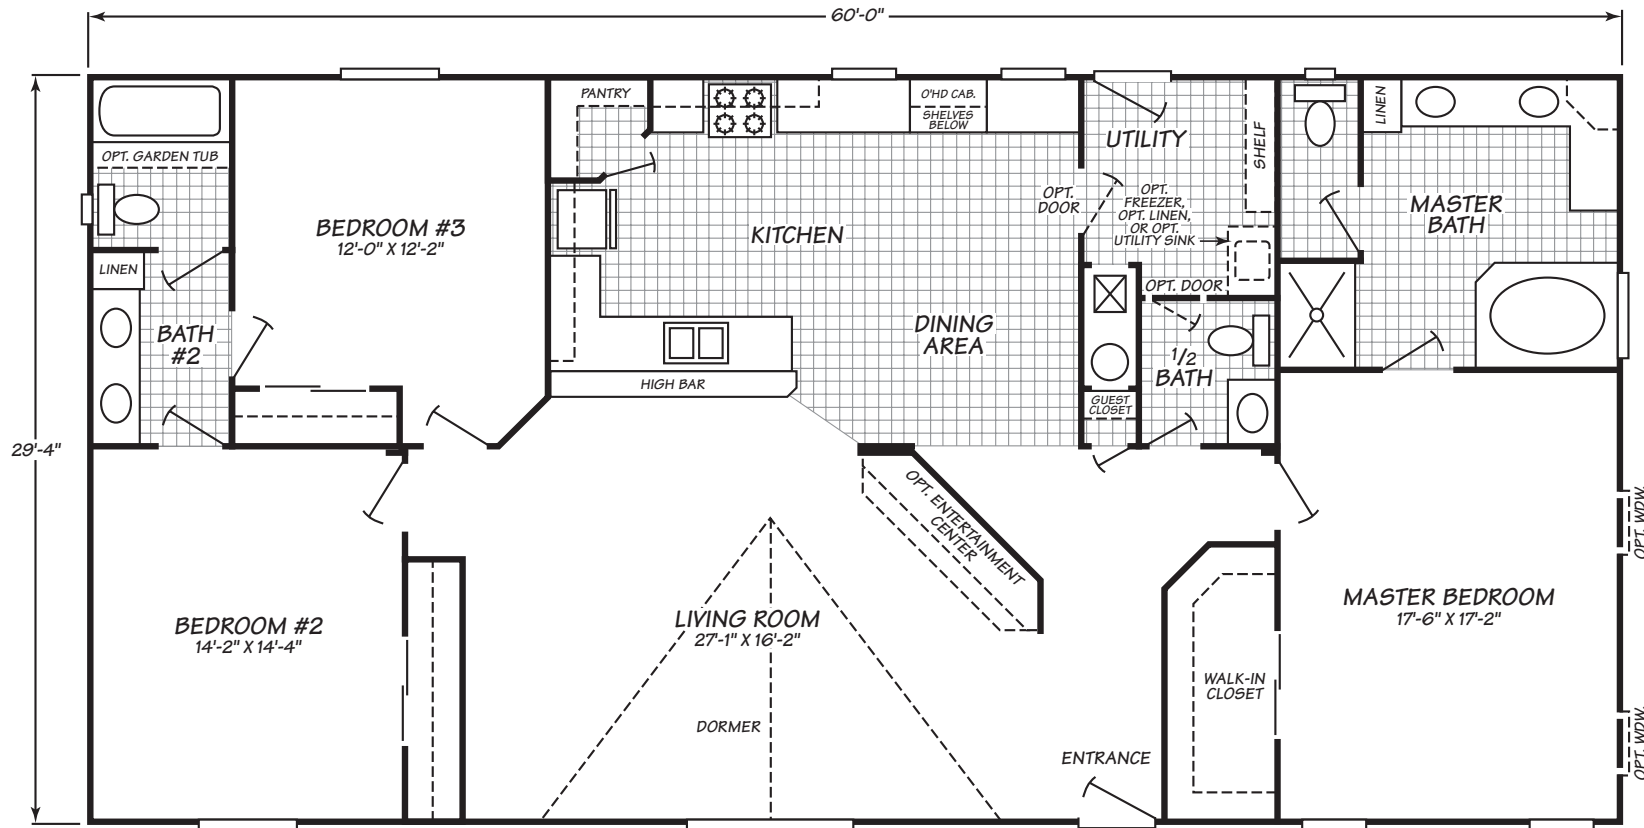 60'-0"
29'-4"
OPT. GARDEN TUB
LINEN
BATH
#2
BEDROOM #3
12'-0" X 12'-2"
PANTRY
O'HD CAB.
SHELVES
BELOW
KITCHEN
HIGH BAR
DINING
AREA
UTILITY
SHELF
OPT.
DOOR
OPT.
FREEZER,
OPT. LINEN,
OR OPT.
UTILITY SINK
OPT. DOOR
1/2
BATH
GUEST
CLOSET
LINEN
MASTER
BATH
BEDROOM #2
14'-2" X 14'-4"
OPT. ENTERTAINMENT
CENTER
LIVING ROOM
27-1" X 16'-2"
DORMER
ENTRANCE
WALK-IN
CLOSET
MASTER BEDROOM
17'-6" X 17'-2"
OPT. WDW.
OPT. WDW.